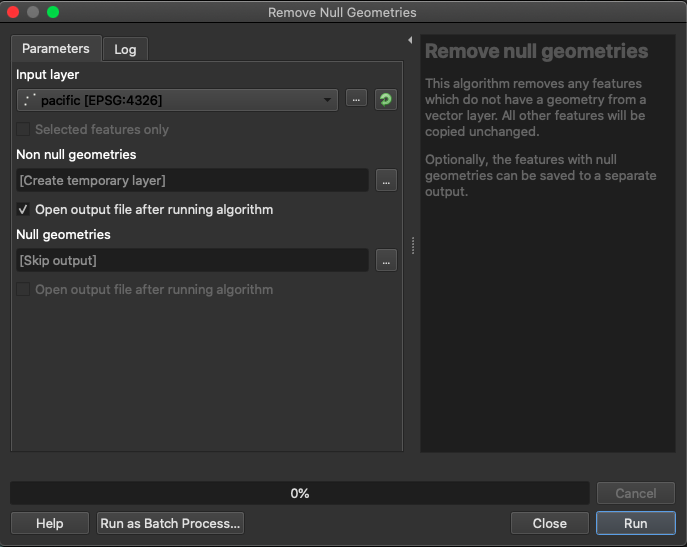 Remove Null Geometries
Parameters
Log
Input layer
pacific [EPSG:4326]
...
Selected features only
Non null geometries
[Create temporary layer]
...
Open output file after running algorithm
Null geometries
[Skip output]
...
Open output file after running algorithm
Remove null geometries
This algorithm removes any features
which do not have a geometry from a
vector layer. All other features will be
copied unchanged.
Optionally, the features with null
geometries can be saved to a separate
output.
0%
Cancel
Help
Run as Batch Process...
Close
Run